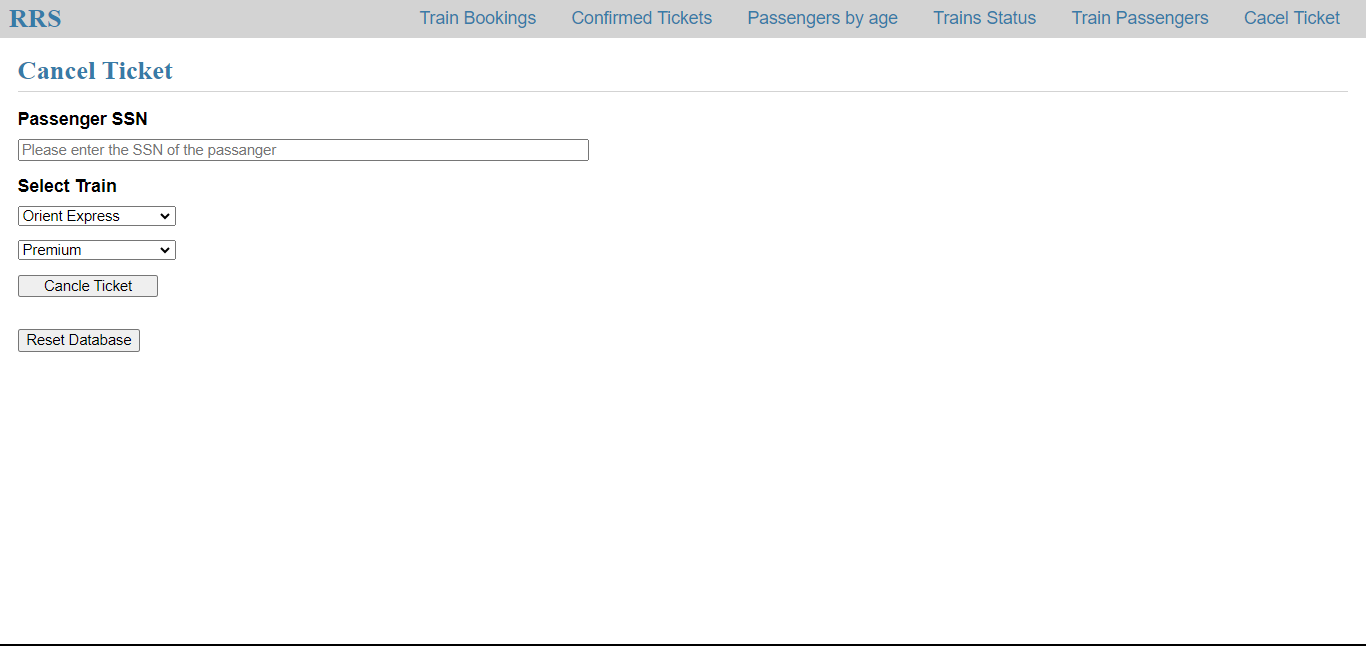 RRS Train Bookings Confirmed Tickets Passengers by age Trains Status Train Passengers Cacel Ticket
Cancel Ticket
Passenger SSN
Please enter the SSN of the passanger
Select Train
Orient Express
Premium
Cancle Ticket
Reset Database